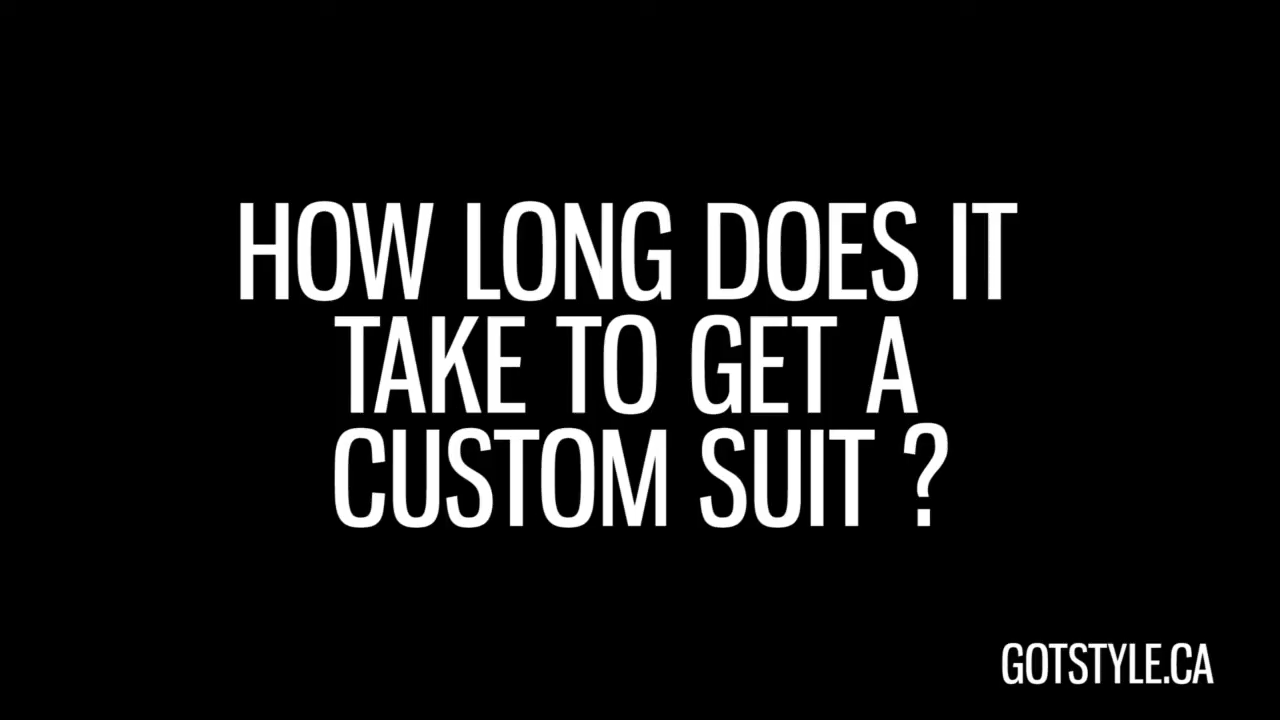 HOW LONG DOES IT
TAKE TO GET A
CUSTOM SUIT ?
GOTSTYLE.CA